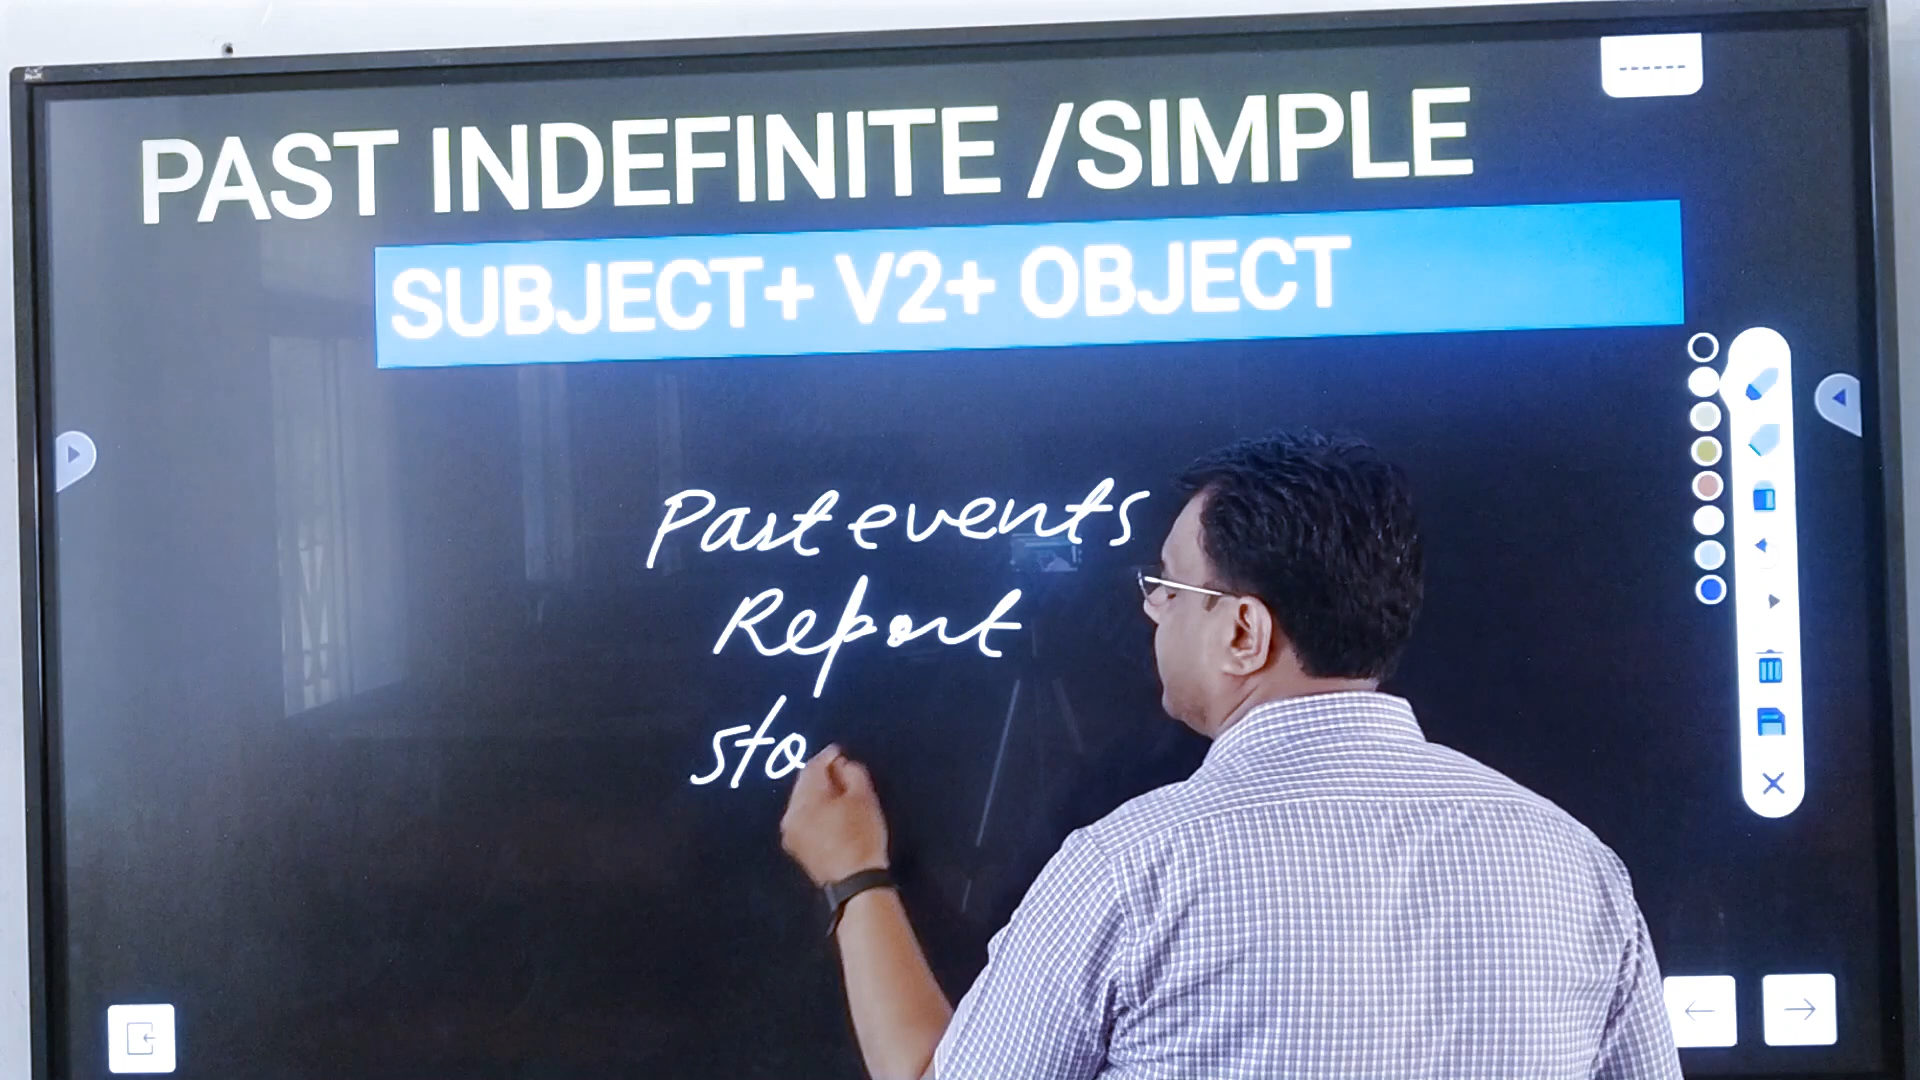 PAST INDEFINITE /SIMPLE
SUBJECT+ V2+ OBJECT
Past events
Report
sto